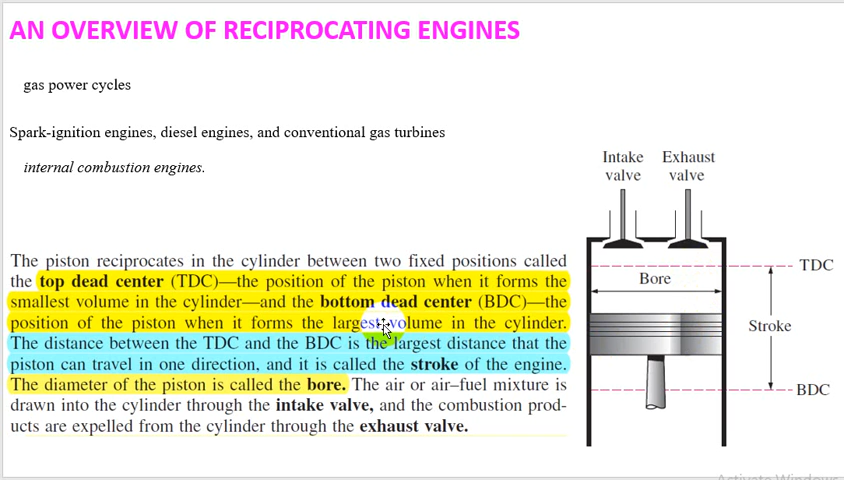 AN OVERVIEW OF RECIPROCATING ENGINES
gas power cycles
Spark-ignition engines, diesel engines, and conventional gas turbines
internal combustion engines.
The piston reciprocates in the cylinder between two fixed positions called
the top dead center (TDC)—the position of the piston when it forms the
smallest volume in the cylinder—and the bottom dead center (BDC)—the
position of the piston when it forms the largest volume in the cylinder.
The distance between the TDC and the BDC is the largest distance that the
piston can travel in one direction, and it is called the stroke of the engine.
The diameter of the piston is called the bore. The air or air–fuel mixture is
drawn into the cylinder through the intake valve, and the combustion prod-
ucts are expelled from the cylinder through the exhaust valve.
Intake
valve
Exhaust
valve
TDC
Bore
Stroke
BDC
Activate Windows